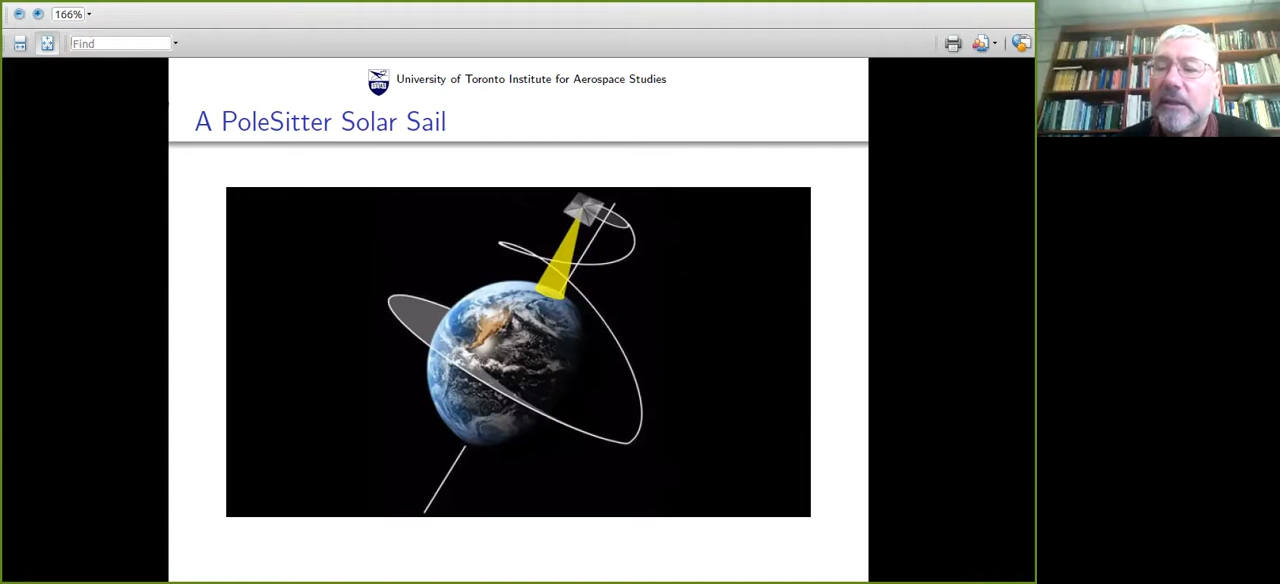 166%
Find
University of Toronto Institute for Aerospace Studies
A PoleSitter Solar Sail